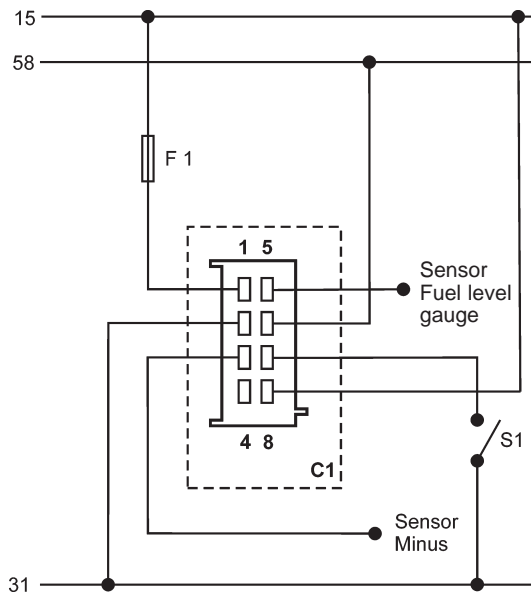 15
58
F 1
1 5
Sensor
Fuel level
gauge
4 8
S1
C1
Sensor
Minus
31